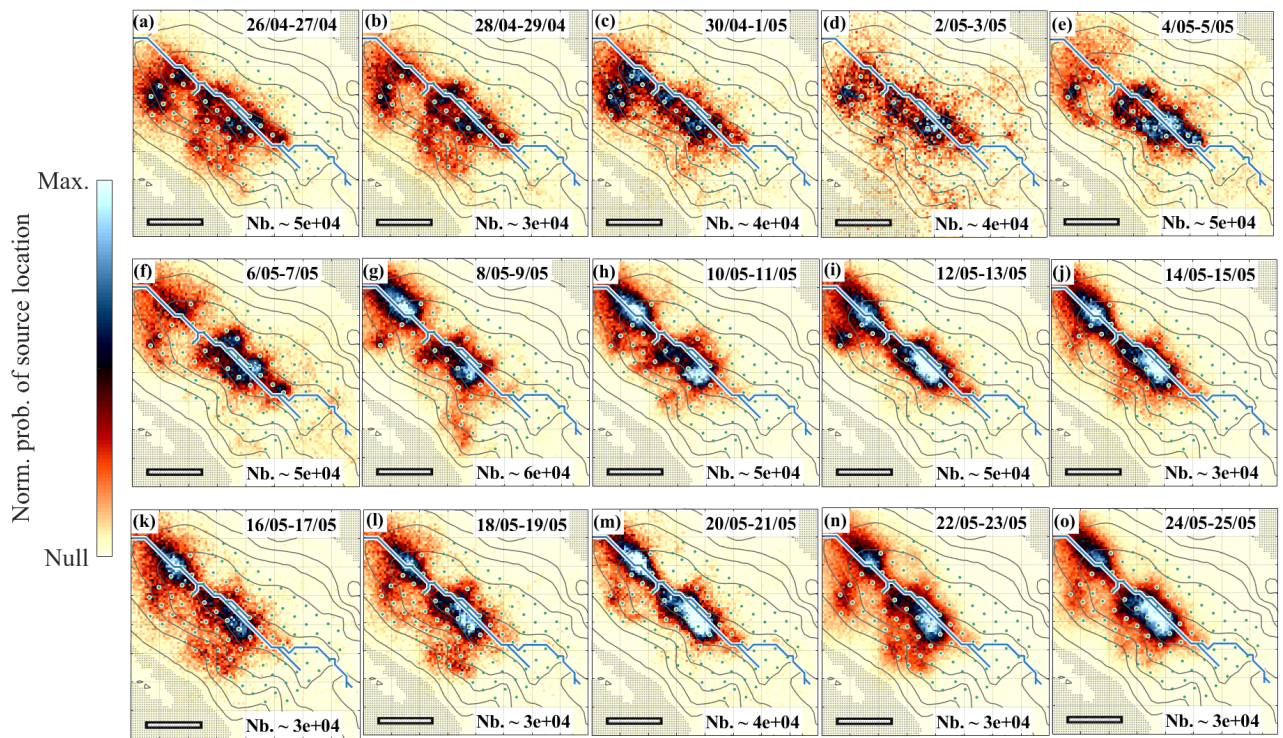 (a) 26/04-27/04
(b) 28/04-29/04
(c) 30/04-1/05
(d) 2/05-3/05
(e) 4/05-5/05
Max.
Norm. prob. of source location
Null
Nb. ~ 5e+04
Nb. ~ 3e+04
Nb. ~ 4e+04
Nb. ~ 4e+04
Nb. ~ 5e+04
(f) 6/05-7/05
(g) 8/05-9/05
(h) 10/05-11/05
(i) 12/05-13/05
(j) 14/05-15/05
Nb. ~ 5e+04
Nb. ~ 6e+04
Nb. ~ 5e+04
Nb. ~ 5e+04
Nb. ~ 3e+04
(k) 16/05-17/05
(l) 18/05-19/05
(m) 20/05-21/05
(n) 22/05-23/05
(o) 24/05-25/05
Nb. ~ 3e+04
Nb. ~ 3e+04
Nb. ~ 4e+04
Nb. ~ 3e+04
Nb. ~ 3e+04